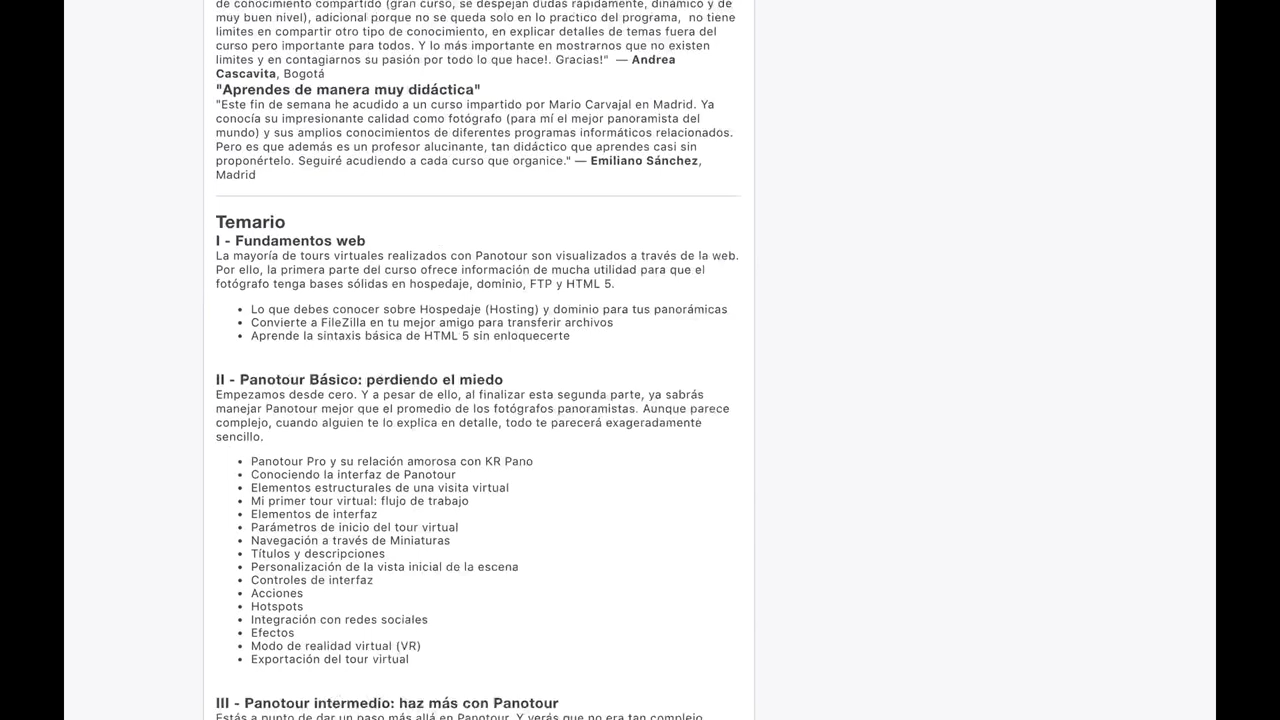 de conocimiento compartido (gran curso, se despejan dudas rápidamente, dinámico y de
muy buen nivel), adicional porque no se queda solo en lo practico del programa,  no tiene
limites en compartir otro tipo de conocimiento, en explicar detalles de temas fuera del
curso pero importante para todos. Y lo más importante en mostrarnos que no existen
limites y en contagiarnos su pasión por todo lo que hace!. Gracias!"  — Andrea
Cascavita, Bogotá
"Aprendes de manera muy didáctica"
"Este fin de semana he acudido a un curso impartido por Mario Carvajal en Madrid. Ya
conocía su impresionante calidad como fotógrafo (para mí el mejor panoramista del
mundo) y sus amplios conocimientos de diferentes programas informáticos relacionados.
Pero es que además es un profesor alucinante, tan didáctico que aprendes casi sin
proponértelo. Seguiré acudiendo a cada curso que organice." — Emiliano Sánchez,
Madrid
Temario
I - Fundamentos web
La mayoría de tours virtuales realizados con Panotour son visualizados a través de la web.
Por ello, la primera parte del curso ofrece información de mucha utilidad para que el
fotógrafo tenga bases sólidas en hospedaje, dominio, FTP y HTML 5.
• Lo que debes conocer sobre Hospedaje (Hosting) y dominio para tus panorámicas
• Convierte a FileZilla en tu mejor amigo para transferir archivos
• Aprende la sintaxis básica de HTML 5 sin enloquecerte
II - Panotour Básico: perdiendo el miedo
Empezamos desde cero. Y a pesar de ello, al finalizar esta segunda parte, ya sabrás
manejar Panotour mejor que el promedio de los fotógrafos panoramistas. Aunque parece
complejo, cuando alguien te lo explica en detalle, todo te parecerá exageradamente
sencillo.
• Panotour Pro y su relación amorosa con KR Pano
• Conociendo la interfaz de Panotour
• Elementos estructurales de una visita virtual
• Mi primer tour virtual: flujo de trabajo
• Elementos de interfaz
• Parámetros de inicio del tour virtual
• Navegación a través de Miniaturas
• Títulos y descripciones
• Personalización de la vista inicial de la escena
• Controles de interfaz
• Acciones
• Hotspots
• Integración con redes sociales
• Efectos
• Modo de realidad virtual (VR)
• Exportación del tour virtual
III - Panotour intermedio: haz más con Panotour
Estás a punto de dar un paso más allá en Panotour. Y verás que no era tan complejo